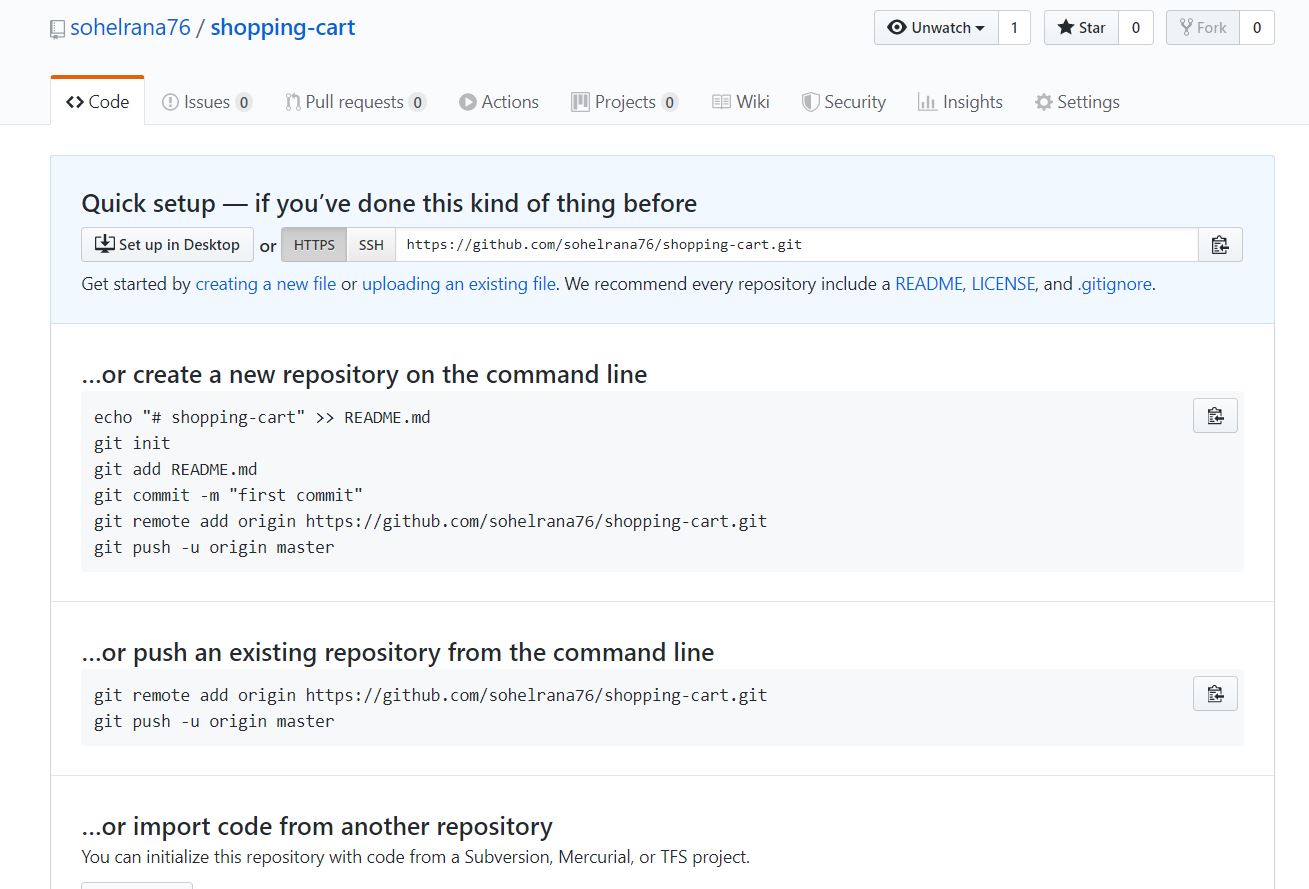 sohelrana76 / shopping-cart
Unwatch 1 Star 0 Fork 0
Code Issues 0 Pull requests 0 Actions Projects 0 Wiki Security Insights Settings
Quick setup — if you’ve done this kind of thing before
Set up in Desktop or HTTPS SSH https://github.com/sohelrana76/shopping-cart.git
Get started by creating a new file or uploading an existing file. We recommend every repository include a README, LICENSE, and .gitignore.
…or create a new repository on the command line
echo "# shopping-cart" >> README.md
git init
git add README.md
git commit -m "first commit"
git remote add origin https://github.com/sohelrana76/shopping-cart.git
git push -u origin master
…or push an existing repository from the command line
git remote add origin https://github.com/sohelrana76/shopping-cart.git
git push -u origin master
…or import code from another repository
You can initialize this repository with code from a Subversion, Mercurial, or TFS project.